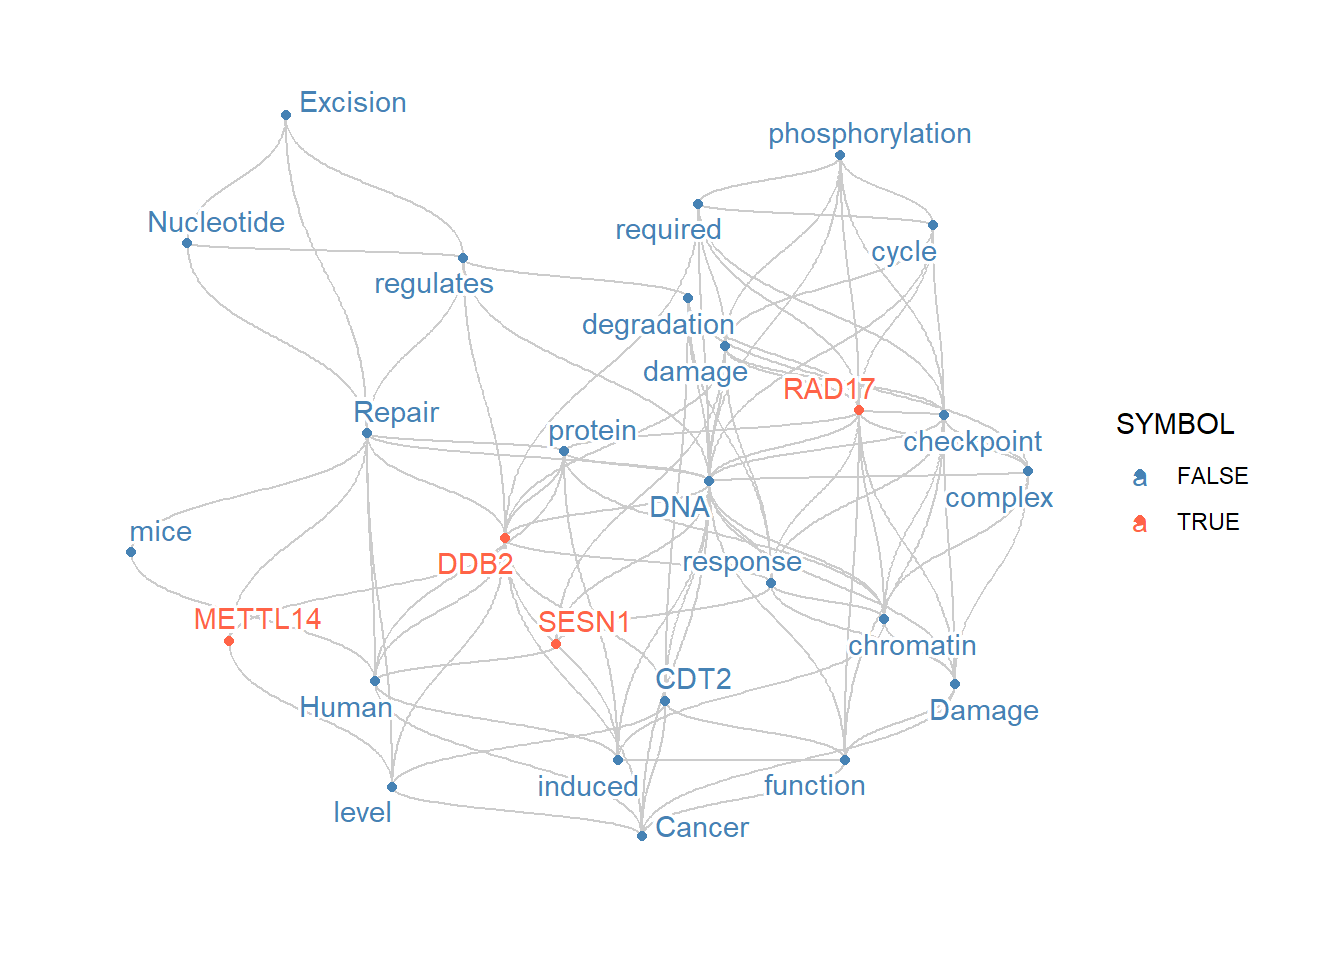 Excision
phosphorylation
Nucleotide
required
cycle
regulates
degradation
damage
RAD17
Repair
protein
checkpoint
complex
DNA
mice
DDB2
response
METTL14
SESN1
chromatin
CDT2
Human
Damage
induced
function
level
Cancer
SYMBOL
a FALSE
a TRUE